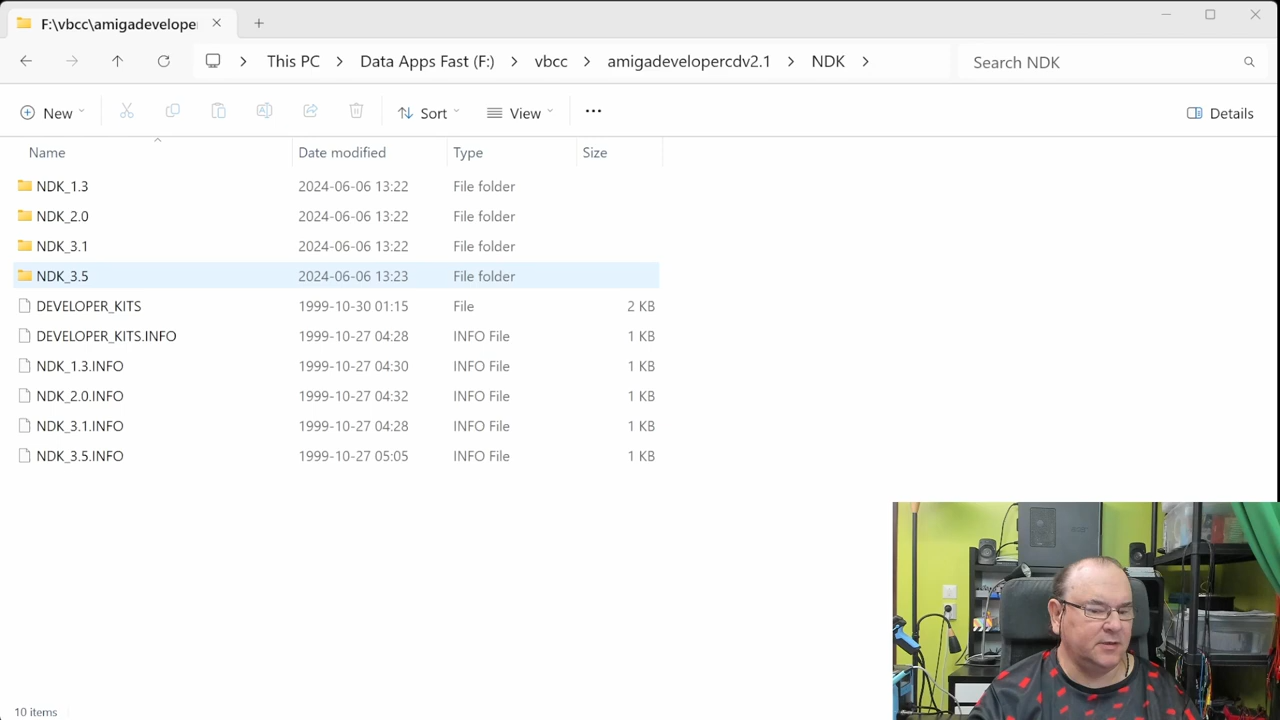 F:\vbcc\amigadevelope
This PC > Data Apps Fast (F:) > vbcc > amigadevelopercdv2.1 > NDK >
Search NDK
New
Sort
View
Details
Name Date modified Type Size
NDK_1.3 2024-06-06 13:22 File folder
NDK_2.0 2024-06-06 13:22 File folder
NDK_3.1 2024-06-06 13:22 File folder
NDK_3.5 2024-06-06 13:23 File folder
DEVELOPER_KITS 1999-10-30 01:15 File 2 KB
DEVELOPER_KITS.INFO 1999-10-27 04:28 INFO File 1 KB
NDK_1.3.INFO 1999-10-27 04:30 INFO File 1 KB
NDK_2.0.INFO 1999-10-27 04:32 INFO File 1 KB
NDK_3.1.INFO 1999-10-27 04:28 INFO File 1 KB
NDK_3.5.INFO 1999-10-27 05:05 INFO File 1 KB
10 items